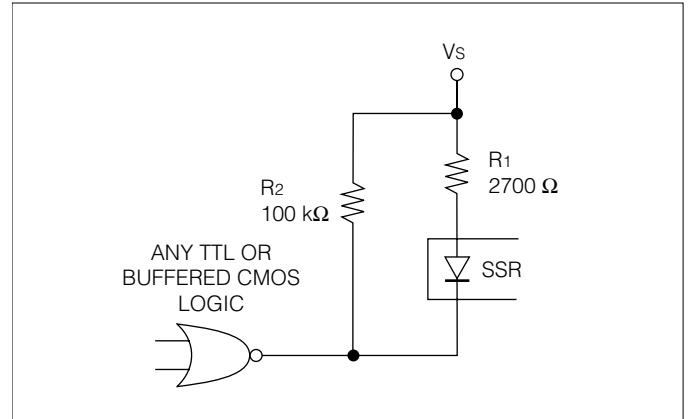 Vs
R1
2700 Ω
R2
100 kΩ
ANY TTL OR
BUFFERED CMOS
LOGIC
SSR